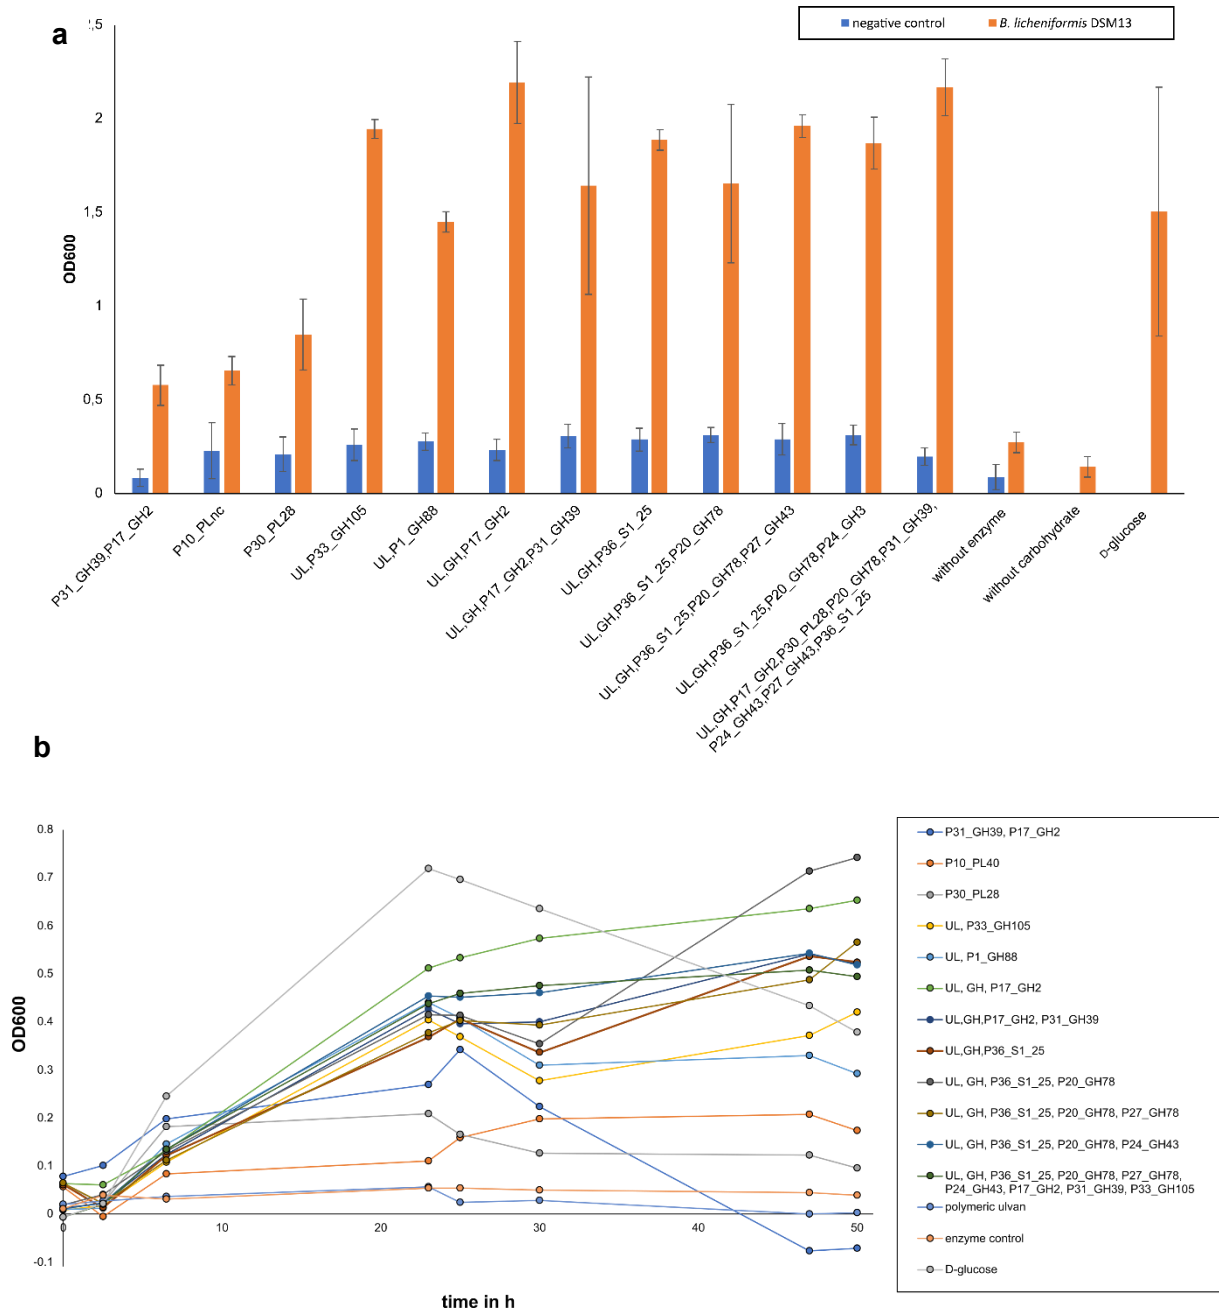 a
negative control
B. licheniformis DSM13
2,5
2
1,5
1
0,5
0
OD600
P31_GH39,P17_GH2
P10_PLnc
P30_PL28
UL,P33_GH105
UL,P1_GH88
UL,GH,P17_GH2
UL,GH,P17_GH2,P31_GH39
UL,GH,P36_S1_25
UL,GH,P36_S1_25,P20_GH78
UL,GH,P36_S1_25,P20_GH78,P27_GH43
UL,GH,P36_S1_25,P20_GH78,P24_GH3
UL,GH,P17_GH2,P30_PL28,P20_GH78,P31_GH39,
P24_GH43,P27_GH43,P36_S1_25
without enzyme
without carbohydrate
D-glucose
b
0.8
0.7
0.6
0.5
0.4
0.3
0.2
0.1
0
-0.1
OD600
0
10
20
30
40
50
time in h
P31_GH39, P17_GH2
P10_PL40
P30_PL28
UL, P33_GH105
UL, P1_GH88
UL, GH, P17_GH2
UL,GH,P17_GH2, P31_GH39
UL,GH,P36_S1_25
UL, GH, P36_S1_25, P20_GH78
UL, GH, P36_S1_25, P20_GH78, P27_GH78
UL, GH, P36_S1_25, P20_GH78, P24_GH43
UL, GH, P36_S1_25, P20_GH78, P27_GH78,
P24_GH43, P17_GH2, P31_GH39, P33_GH105
polymeric ulvan
enzyme control
D-glucose